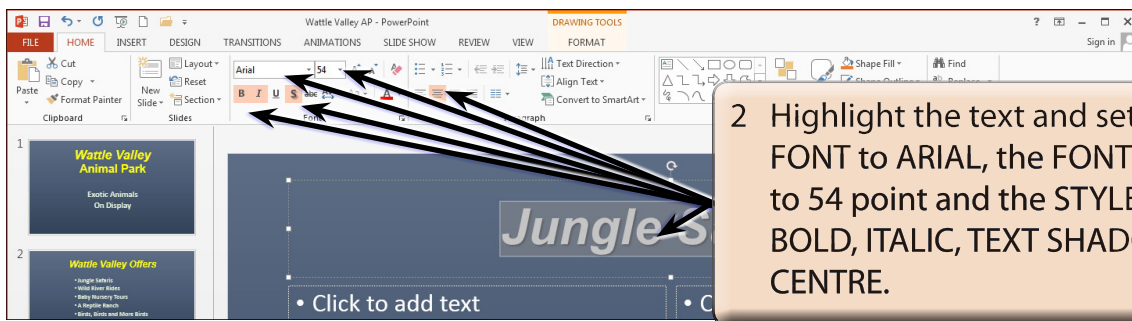 Wattle Valley AP - PowerPoint
DRAWING TOOLS
?
FILE HOME INSERT DESIGN TRANSITIONS ANIMATIONS SLIDE SHOW REVIEW VIEW FORMAT Sign in
Cut
Copy
Format Painter
Paste
Clipboard
New Slide
Layout
Reset
Section
Slides
Arial 54
B I U S abc
Text Direction
Align Text
Convert to SmartArt
Shape Fill
Find
1
Wattle Valley
Animal Park
Exotic Animals
On Display
2
Wattle Valley Offers
• Jungle Safaris
• Wild River Rides
• Baby Nursery Tours
• A Reptile Ranch
• Birds, Birds and More Birds
Jungle
• Click to add text
2 Highlight the text and set
FONT to ARIAL, the FONT
to 54 point and the STYLE
BOLD, ITALIC, TEXT
CENTRE.